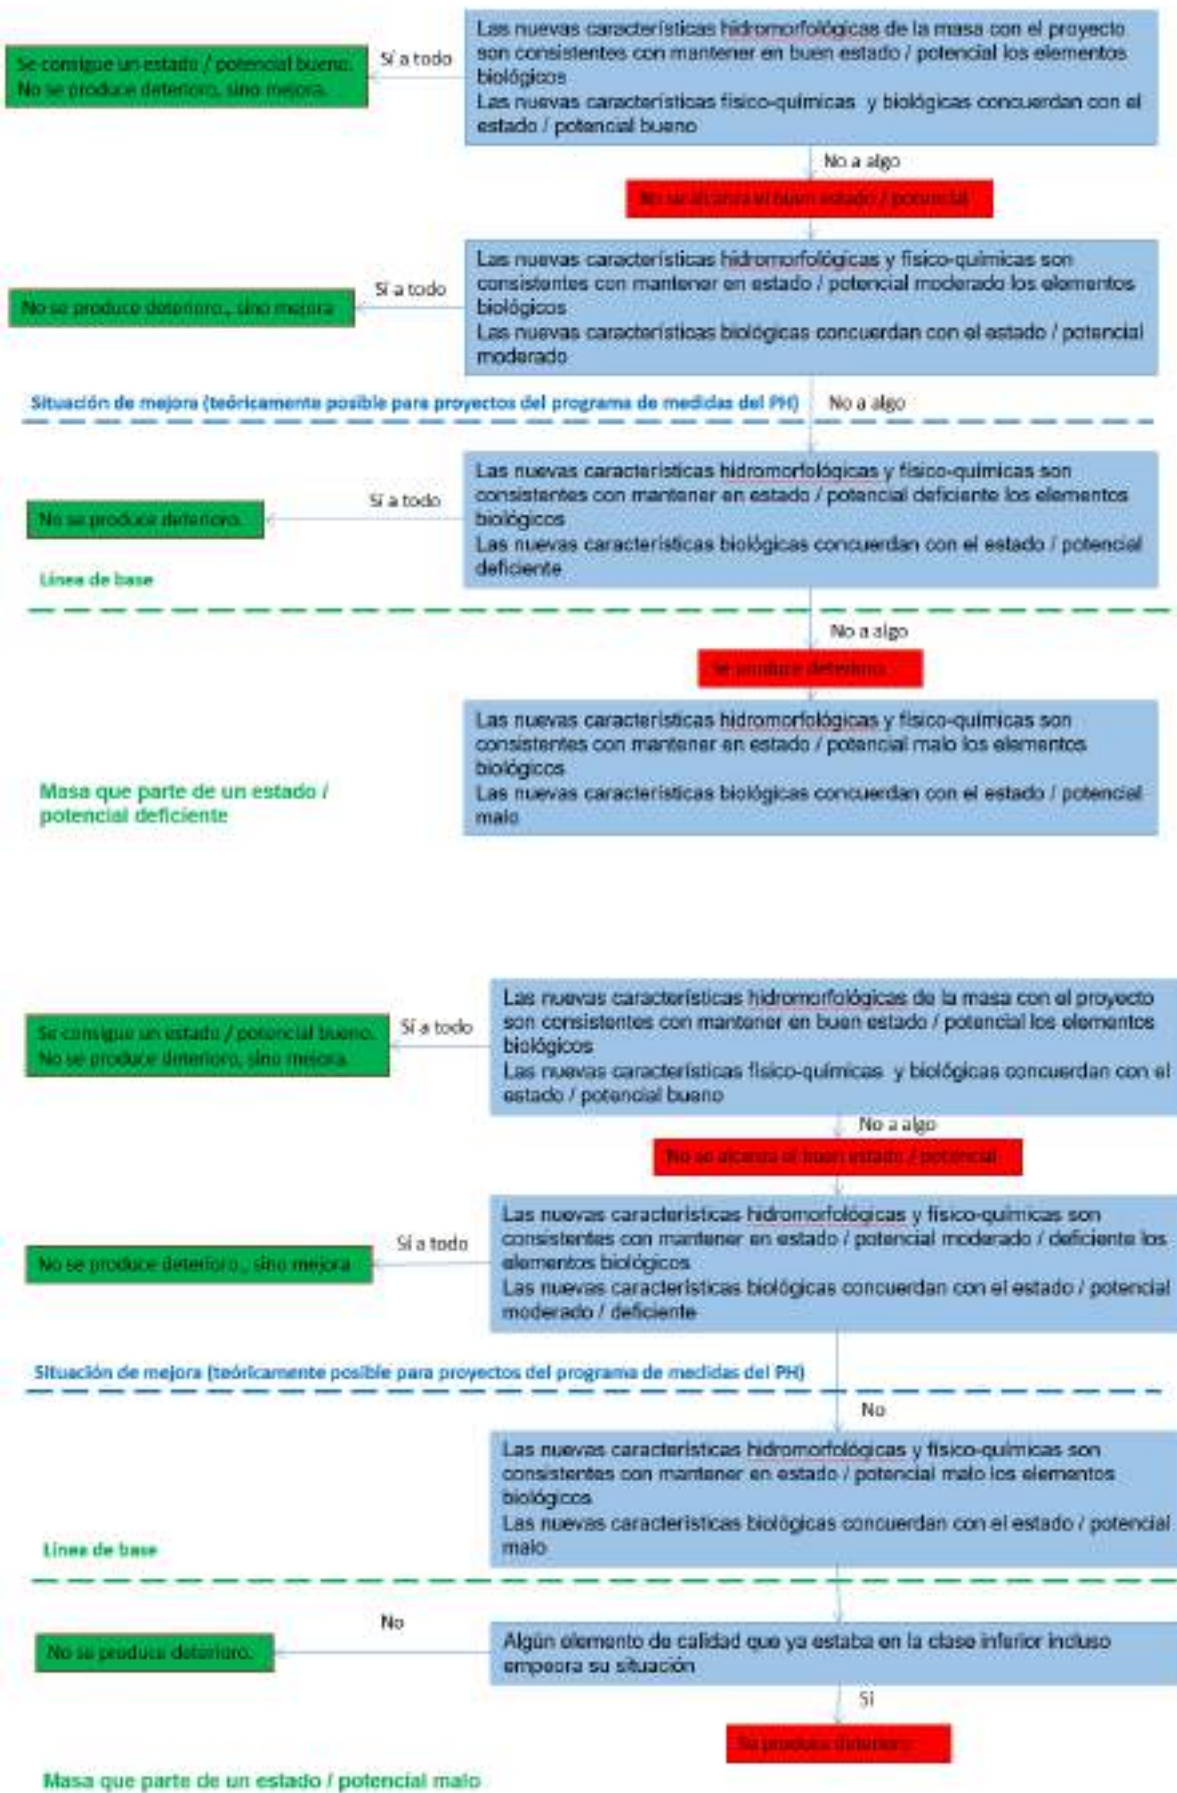 Las nuevas características hidromorfológicas de la masa con el proyecto
son consistentes con mantener en buen estado / potencial los elementos
biológicos
Las nuevas características físico-químicas y biológicas concuerdan con el
estado / potencial bueno
Sí a todo
Se consigue un estado / potencial bueno.
No se produce deterioro, sino mejora.
No a algo
No se alcanza el buen estado / potencial
Las nuevas características hidromorfológicas y físico-químicas son
consistentes con mantener en estado / potencial moderado los elementos
biológicos
Las nuevas características biológicas concuerdan con el estado / potencial
moderado
Sí a todo
No se produce deterioro., sino mejora
Situación de mejora (teóricamente posible para proyectos del programa de medidas del PH)
No a algo
Las nuevas características hidromorfológicas y físico-químicas son
consistentes con mantener en estado / potencial deficiente los elementos
biológicos
Las nuevas características biológicas concuerdan con el estado / potencial
deficiente
Sí a todo
No se produce deterioro.
Línea de base
No a algo
Se produce deterioro
Las nuevas características hidromorfológicas y físico-químicas son
consistentes con mantener en estado / potencial malo los elementos
biológicos
Las nuevas características biológicas concuerdan con el estado / potencial
malo
Masa que parte de un estado /
potencial deficiente
Las nuevas características hidromorfológicas de la masa con el proyecto
son consistentes con mantener en buen estado / potencial los elementos
biológicos
Las nuevas características físico-químicas y biológicas concuerdan con el
estado / potencial bueno
Sí a todo
Se consigue un estado / potencial bueno.
No se produce deterioro, sino mejora.
No a algo
No se alcanza el buen estado / potencial
Las nuevas características hidromorfológicas y físico-químicas son
consistentes con mantener en estado / potencial moderado / deficiente los
elementos biológicos
Las nuevas características biológicas concuerdan con el estado / potencial
moderado / deficiente
Sí a todo
No se produce deterioro., sino mejora
Situación de mejora (teóricamente posible para proyectos del programa de medidas del PH)
No
Las nuevas características hidromorfológicas y físico-químicas son
consistentes con mantener en estado / potencial malo los elementos
biológicos
Las nuevas características biológicas concuerdan con el estado / potencial
malo
Línea de base
No
No se produce deterioro.
Algún elemento de calidad que ya estaba en la clase inferior incluso
empeora su situación
Sí
Se produce deterioro
Masa que parte de un estado / potencial malo